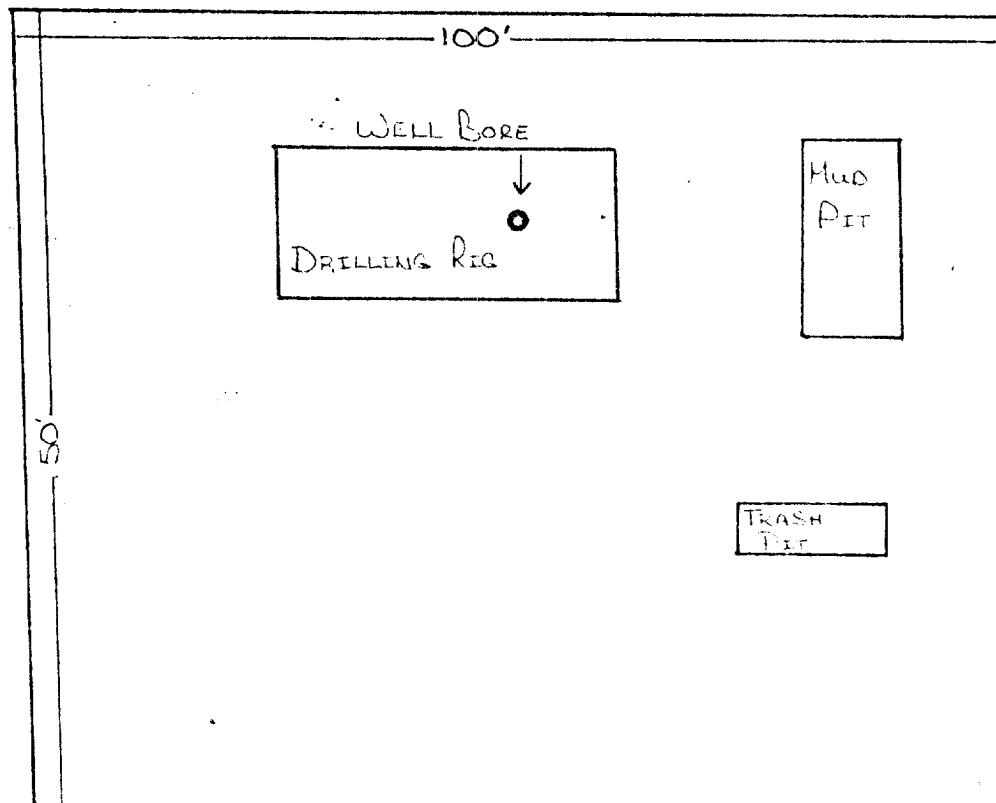 100'
WELL BORE
MUD
PIT
DRILLING RIG
50'
TRASH
PIT